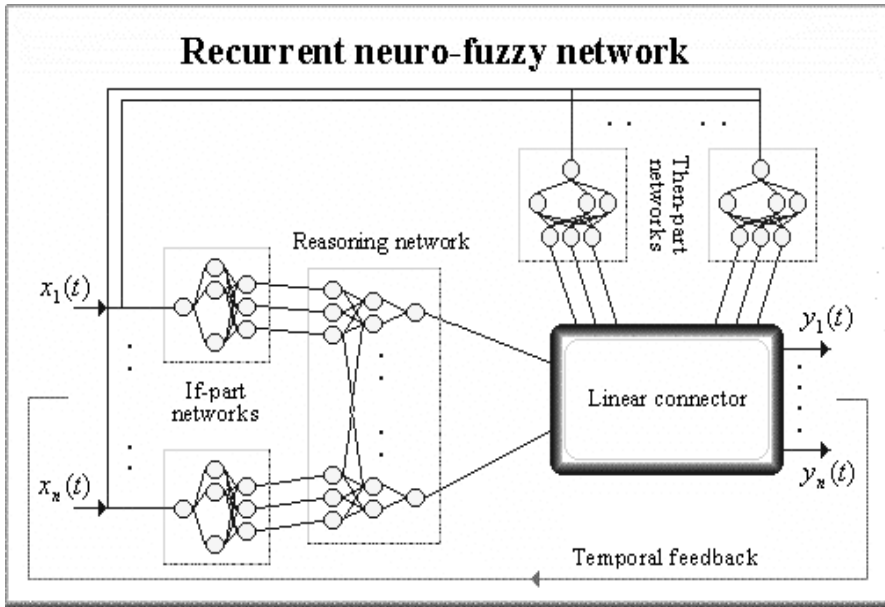 Recurrent neuro-fuzzy network
Then-part
networks
Reasoning network
x₁(t)
y₁(t)
If-part
networks
Linear connector
xₙ(t)
yₙ(t)
Temporal feedback